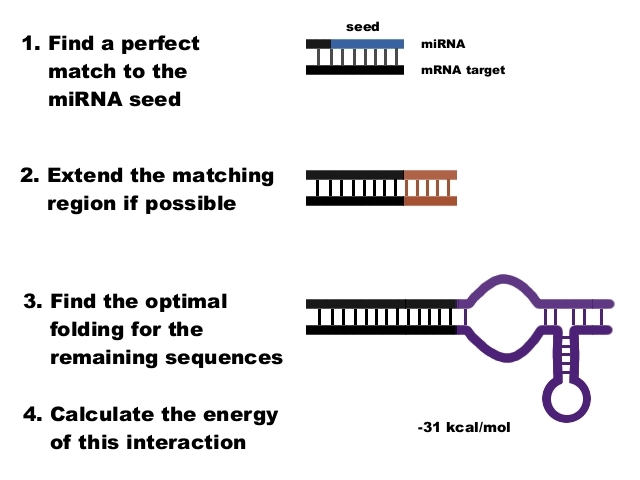 1. Find a perfect
match to the
miRNA seed
seed
miRNA
mRNA target
2. Extend the matching
region if possible
3. Find the optimal
folding for the
remaining sequences
4. Calculate the energy
of this interaction
-31 kcal/mol